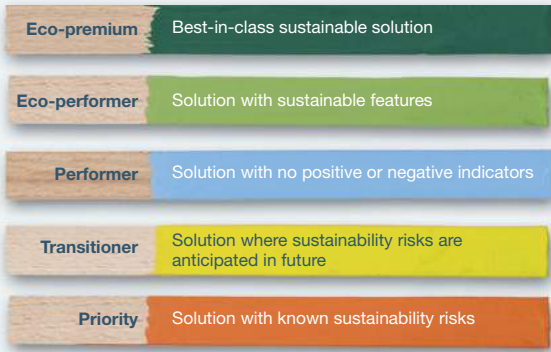 Eco-premium
Best-in-class sustainable solution
Eco-performer
Solution with sustainable features
Performer
Solution with no positive or negative indicators
Transitioner
Solution where sustainability risks are
anticipated in future
Priority
Solution with known sustainability risks